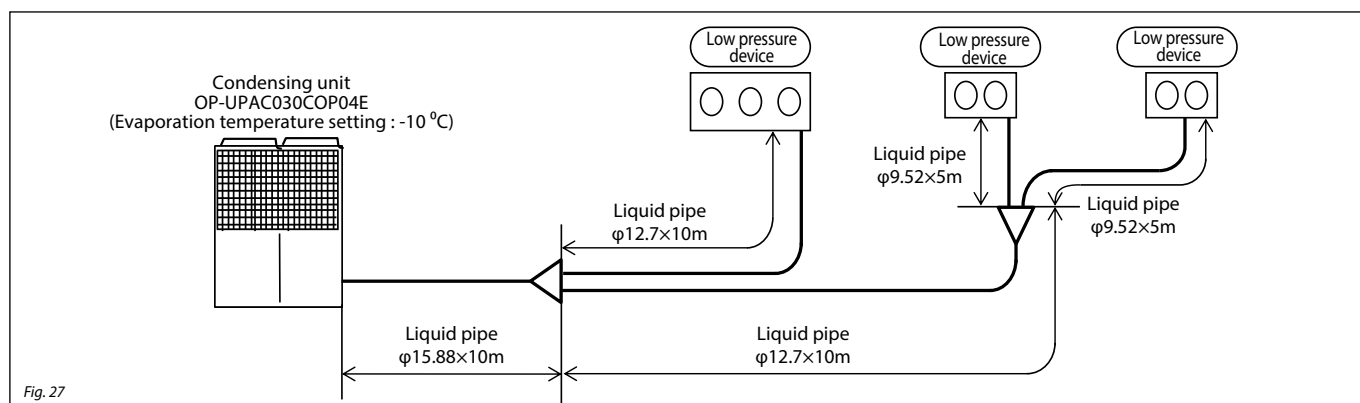 Low pressure
device
Low pressure
device
Low pressure
device
Condensing unit
OP-UPAC030COP04E
(Evaporation temperature setting : -10 ⁰C)
Liquid pipe
φ9.52×5m
Liquid pipe
φ9.52×5m
Liquid pipe
φ12.7×10m
Liquid pipe
φ15.88×10m
Liquid pipe
φ12.7×10m
Fig. 27